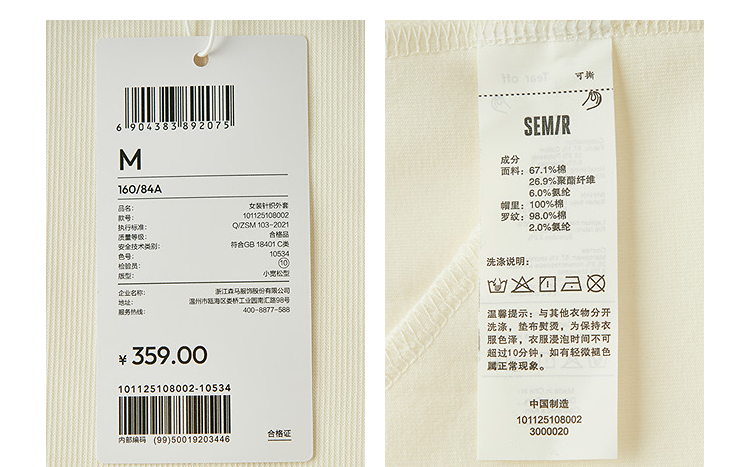 6 904383 892075
M
160/84A
品名: 女装针织外套
款号: 101125108002
执行标准: Q/ZSM 103-2021
质量等级: 合格品
安全技术类别: 符合GB 18401 C类
色号: 10534
检验员: 10
版型: 小宽松型
企业名称: 浙江森马服饰股份有限公司
地址: 温州市瓯海区娄桥工业园南汇路98号
服务热线: 400-8877-588
¥ 359.00
101125108002-10534
内部编码 (99)50019203446
合格证
Tear off
可撕
SEMIR
成分
面料: 67.1%棉
26.9%聚酯纤维
6.0%氨纶
帽里: 100%棉
罗纹: 98.0%棉
2.0%氨纶
洗涤说明:
温馨提示: 与其他衣物分开
洗涤, 垫布熨烫, 为保持衣
服色泽, 衣服浸泡时间不可
超过10分钟, 如有轻微褪色
属正常现象。
中国制造
101125108002
3000020